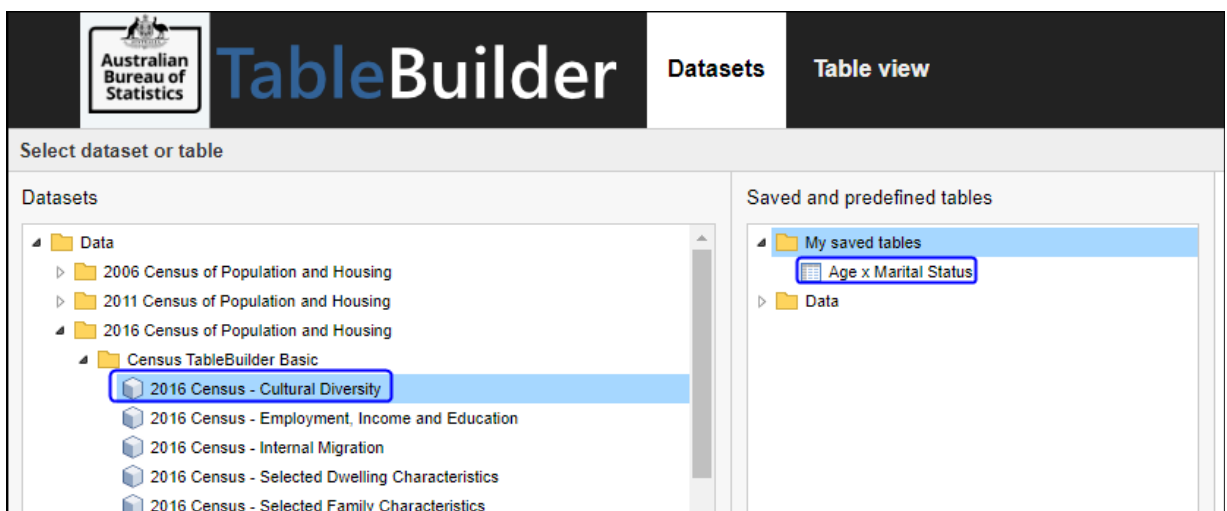 Australian
Bureau of
Statistics
TableBuilder
Datasets
Table view
Select dataset or table
Datasets
Data
2006 Census of Population and Housing
2011 Census of Population and Housing
2016 Census of Population and Housing
Census TableBuilder Basic
2016 Census - Cultural Diversity
2016 Census - Employment, Income and Education
2016 Census - Internal Migration
2016 Census - Selected Dwelling Characteristics
2016 Census - Selected Family Characteristics
Saved and predefined tables
My saved tables
Age x Marital Status
Data